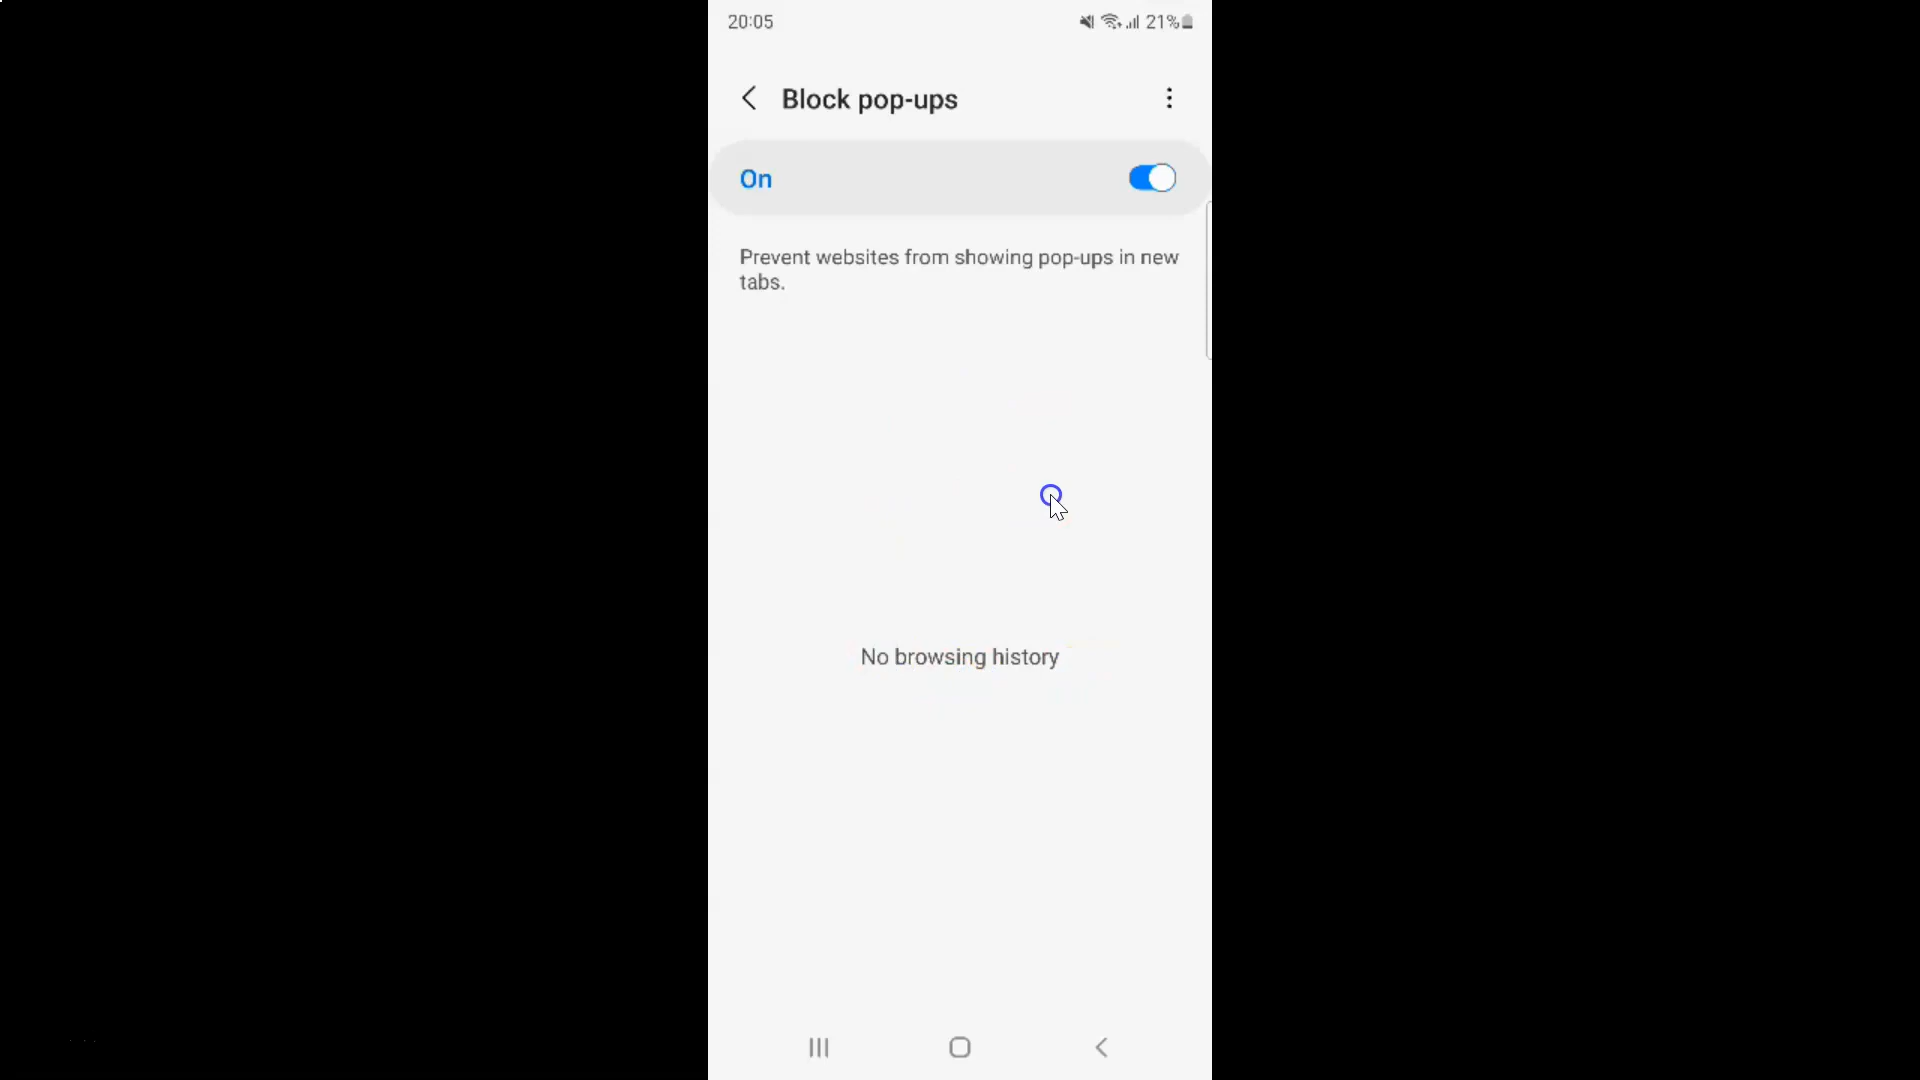 20:05
21%
Block pop-ups
On
Prevent websites from showing pop-ups in new
tabs.
No browsing history